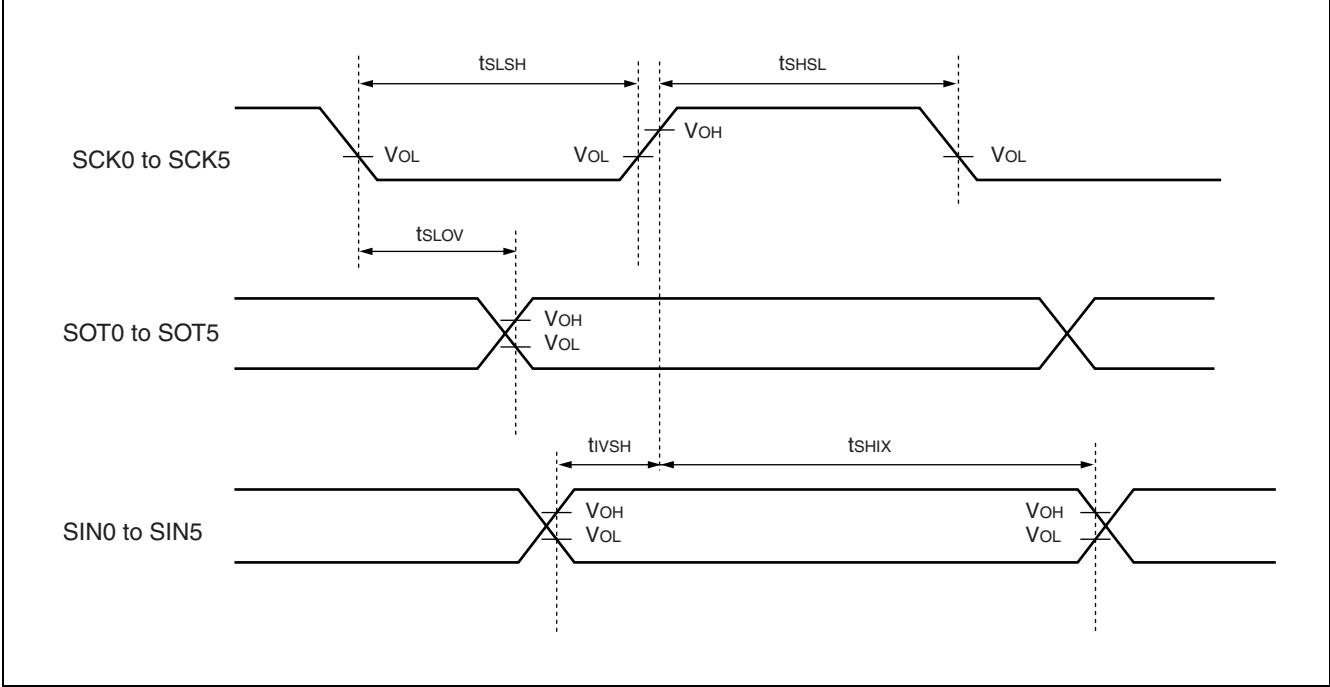 tSLSH
tSHSL
VOH
SCK0 to SCK5
VOL
VOL
VOL
tSLOV
VOH
SOT0 to SOT5
VOL
tIVSH
tSHIX
VOH
VOH
SIN0 to SIN5
VOL
VOL